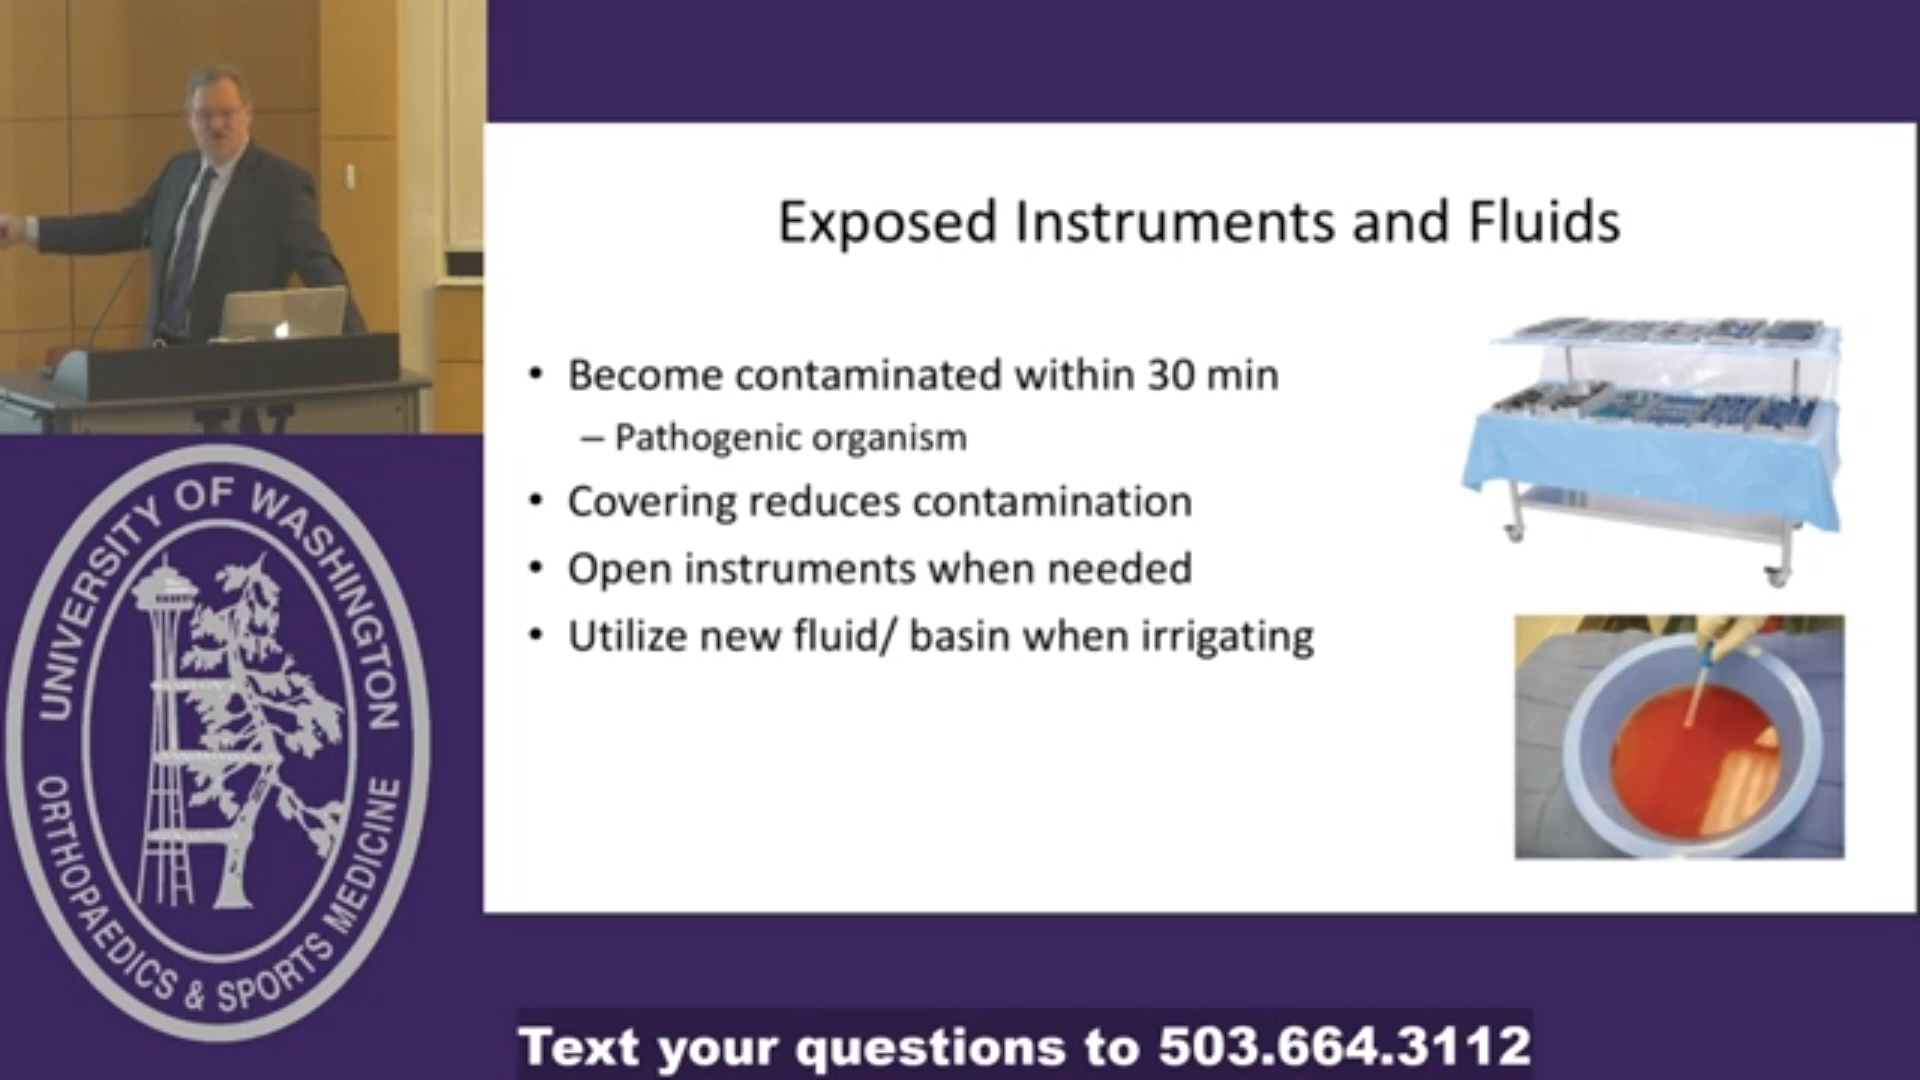 Exposed Instruments and Fluids
• Become contaminated within 30 min
– Pathogenic organism
• Covering reduces contamination
• Open instruments when needed
• Utilize new fluid/ basin when irrigating
UNIVERSITY OF WASHINGTON
ORTHOPAEDICS & SPORTS MEDICINE
Text your questions to 503.664.3112